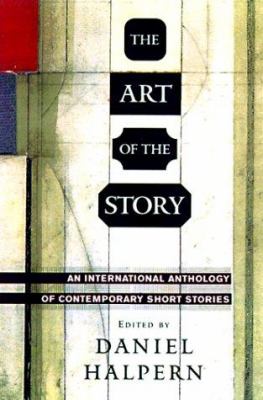 THE
ART
OF THE
STORY
AN INTERNATIONAL ANTHOLOGY
OF CONTEMPORARY SHORT STORIES
EDITED BY
DANIEL
HALPERN